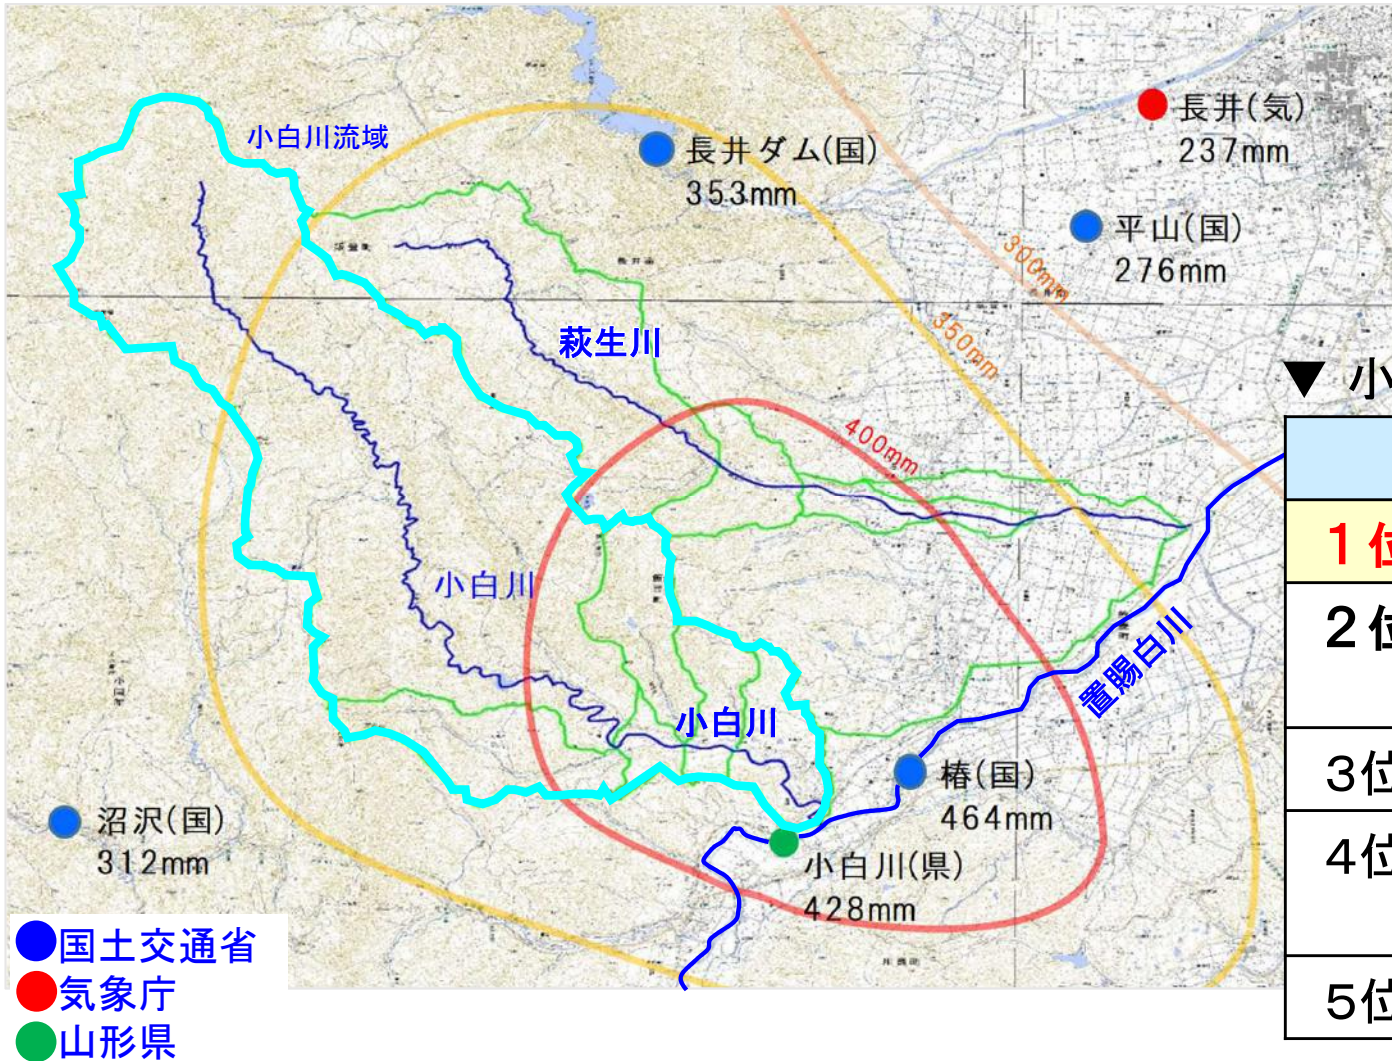 小白川流域
長井ダム(国)
353mm
長井(気)
237mm
平山(国)
276mm
300mm
350mm
萩生川
400mm
小白川
小白川
置賜白川
椿(国)
464mm
小白川(県)
428mm
沼沢(国)
312mm
国土交通省
気象庁
山形県
▼ 小
1位
2位
3位
4位
5位